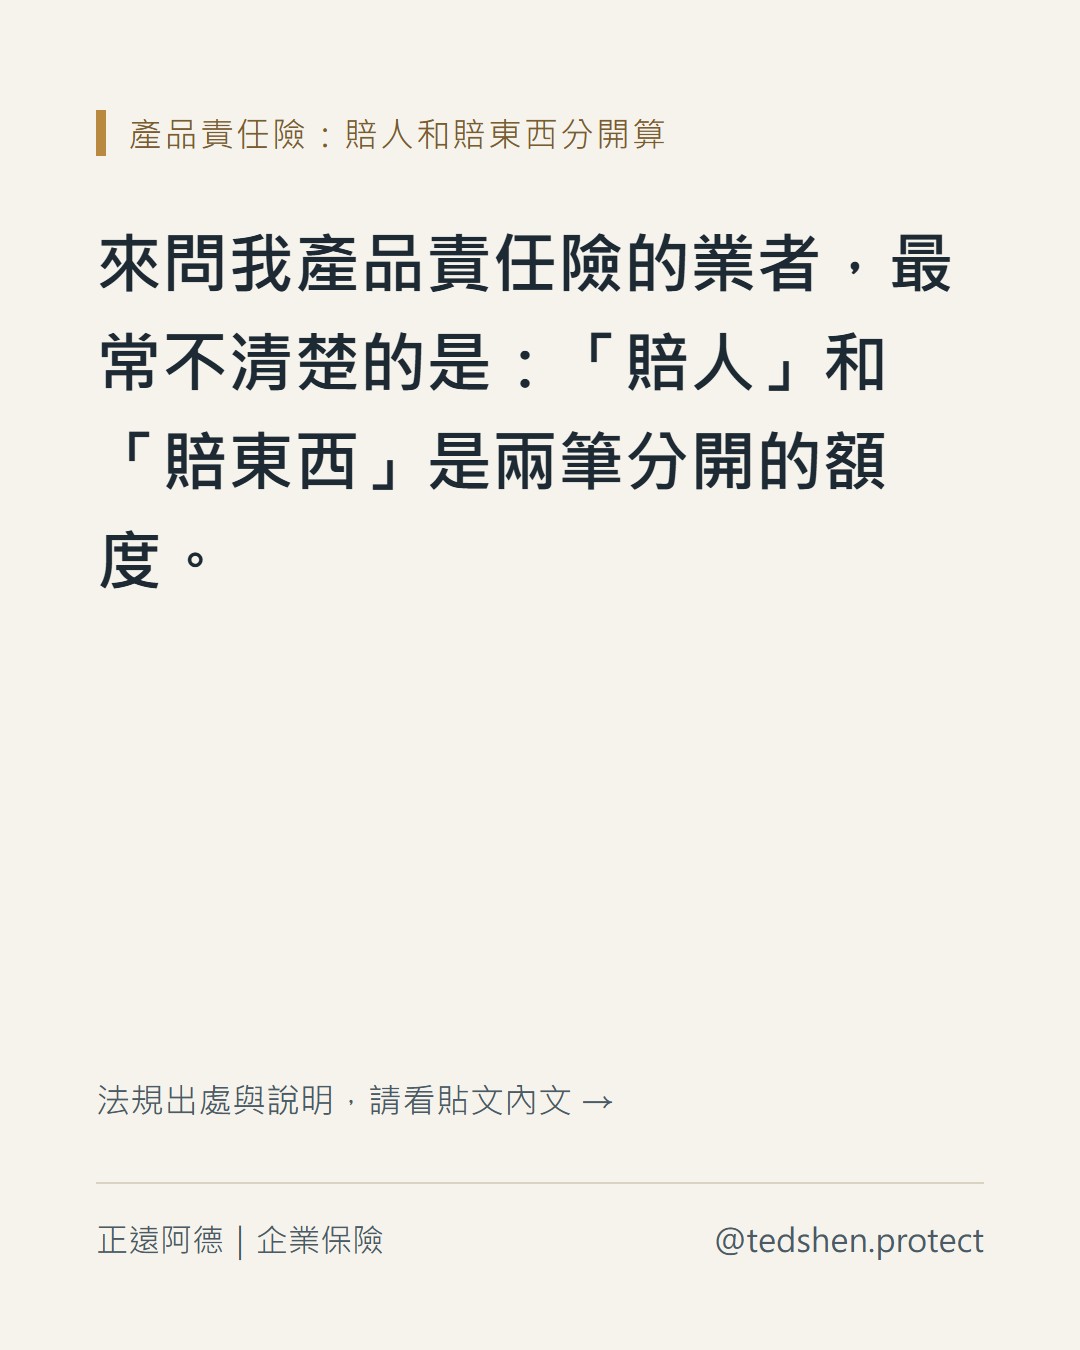 產品責任險：賠人和賠東西分開算
來問我產品責任險的業者，最
常不清楚的是：「賠人」和
「賠東西」是兩筆分開的額
度。
法規出處與說明，請看貼文內文 →
正遠阿德｜企業保險
@tedshen.protect